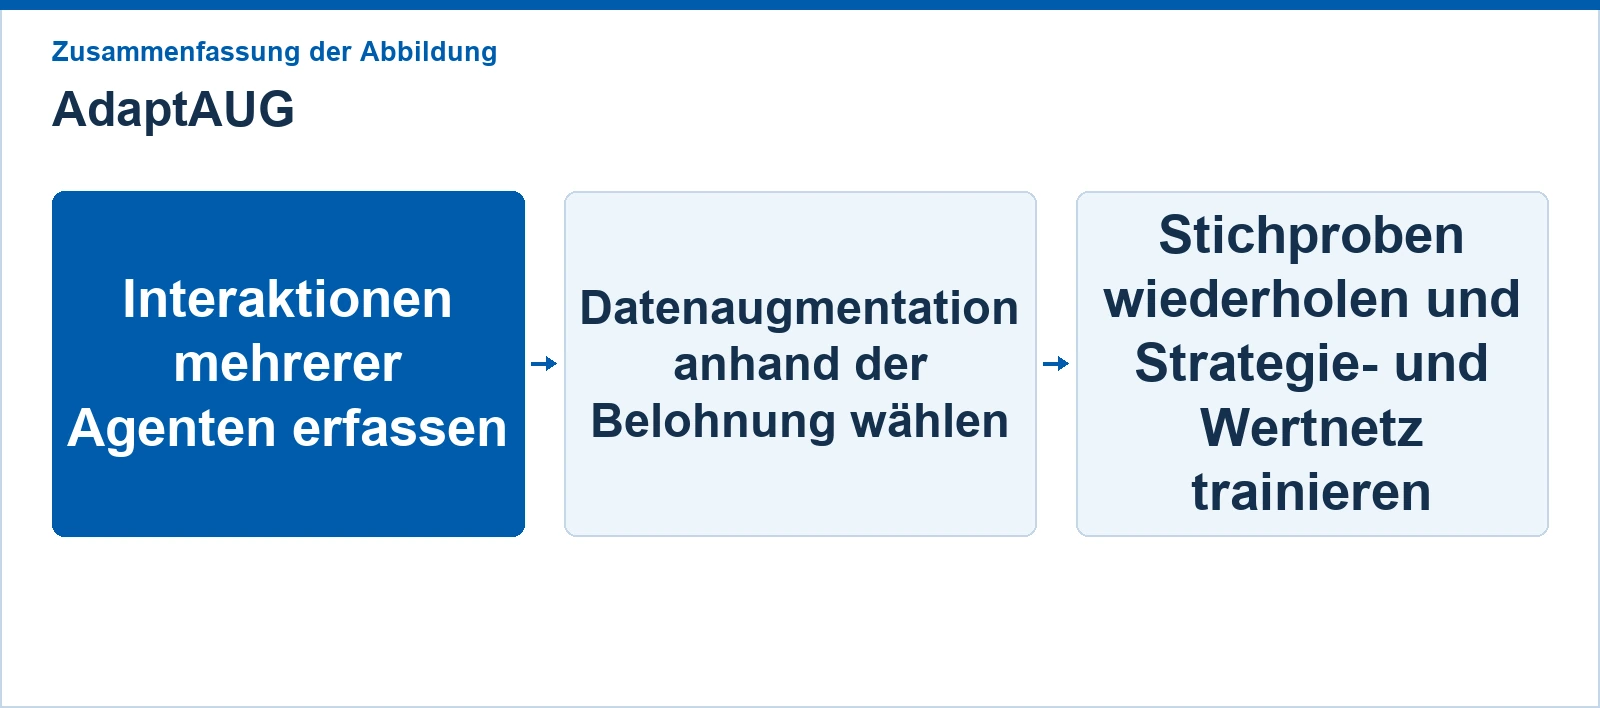 Zusammenfassung der Abbildung
AdaptAUG
Interaktionen
mehrerer
Agenten erfassen
Datenaugmentation
anhand der
Belohnung wählen
Stichproben
wiederholen und
Strategie- und
Wertnetz
trainieren